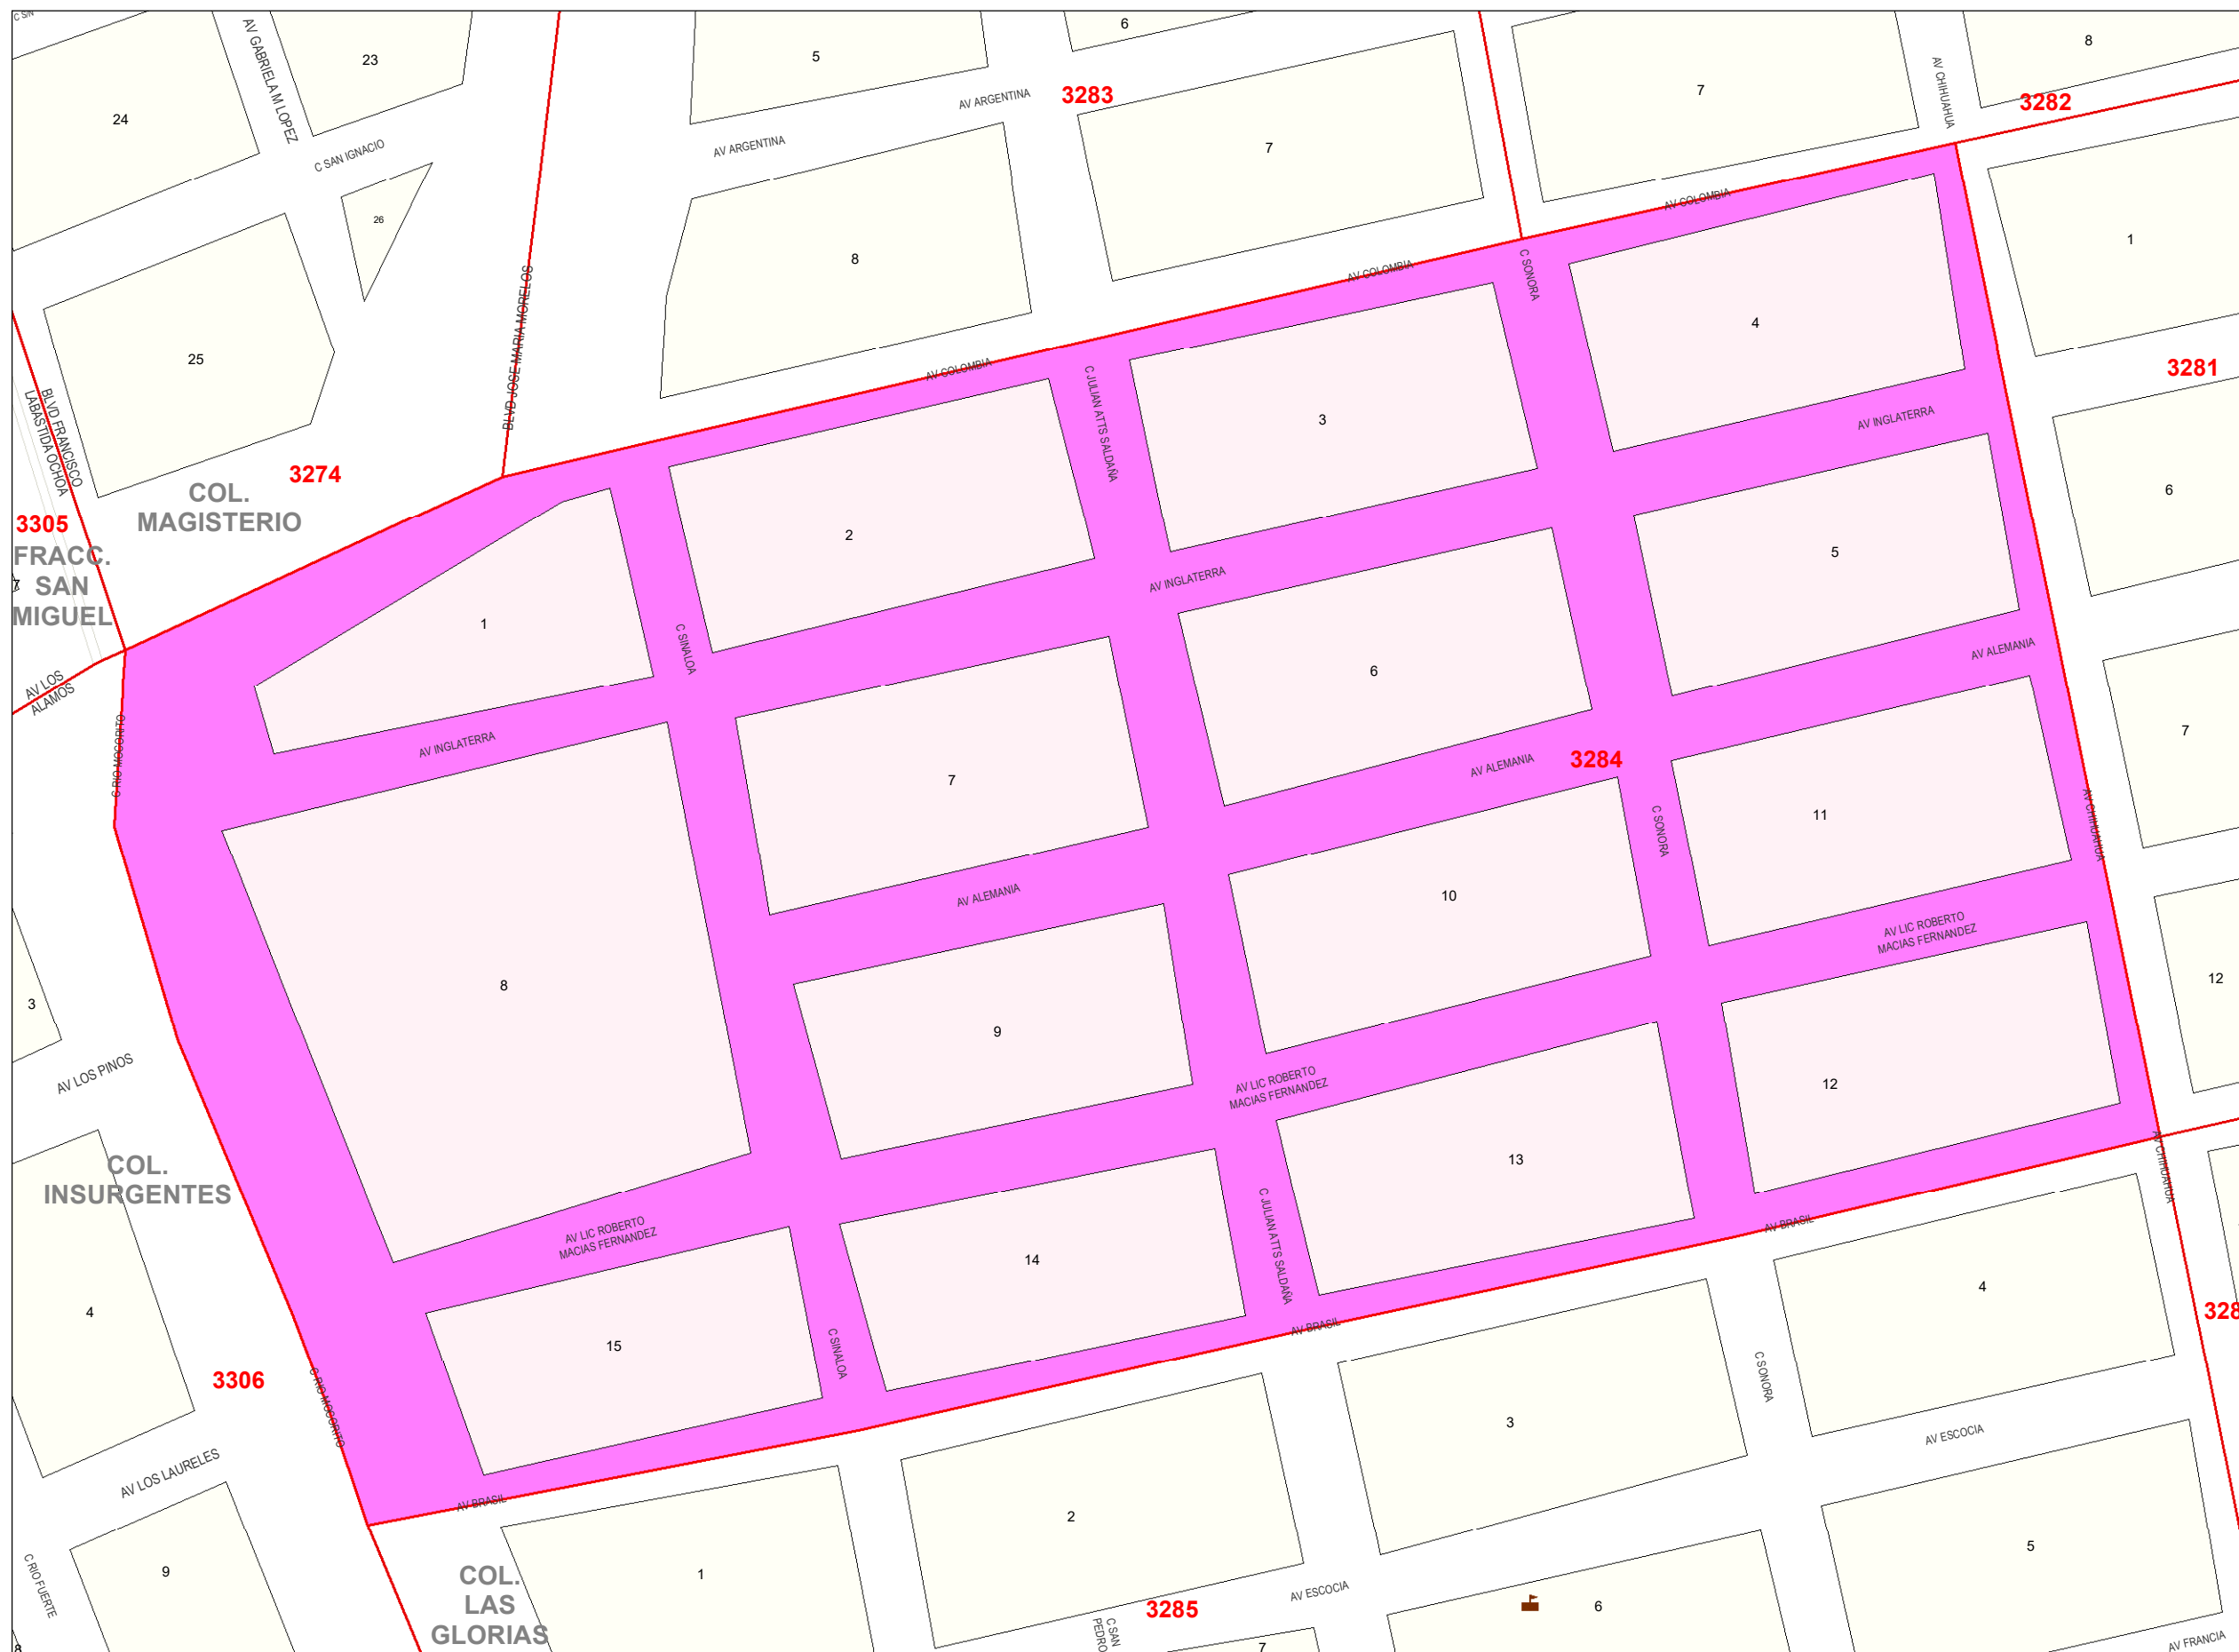 C S/N
AV GABRIELA M LOPEZ
23
5
6
7
AV CHIHUAHUA
8
24
AV ARGENTINA
3283
3282
C SAN IGNACIO
AV ARGENTINA
7
26
8
AV COLOMBIA
1
25
BLVD JOSE MARIA MORELOS
AV COLOMBIA
C SONORA
4
BLVD FRANCISCO
LABASTIDA OCHOA
AV COLOMBIA
C JULIAN ATTS SALDAÑA
3
3281
AV INGLATERRA
3274
COL.
MAGISTERIO
3305
FRACC.
SAN
MIGUEL
7
2
6
5
1
C SINALOA
AV INGLATERRA
AV LOS
ALAMOS
C RIO MOCORITO
AV INGLATERRA
6
AV ALEMANIA
7
7
AV ALEMANIA
3284
C SONORA
11
AV CHIHUAHUA
8
AV ALEMANIA
10
AV LIC ROBERTO
MACIAS FERNANDEZ
12
3
9
AV LOS PINOS
AV LIC ROBERTO
MACIAS FERNANDEZ
12
COL.
INSURGENTES
13
AV CHIHUAHUA
AV LIC ROBERTO
MACIAS FERNANDEZ
14
C JULIAN ATTS SALDAÑA
AV BRASIL
4
4
328
15
C SINALOA
AV BRASIL
3306
C RIO MOCORITO
C SONORA
3
AV ESCOCIA
AV LOS LAURELES
AV BRASIL
2
5
9
C RIO FUERTE
COL.
LAS
GLORIAS
1
AV ESCOCIA
3285
6
C SAN
PEDRO
7
8
AV FRANCIA